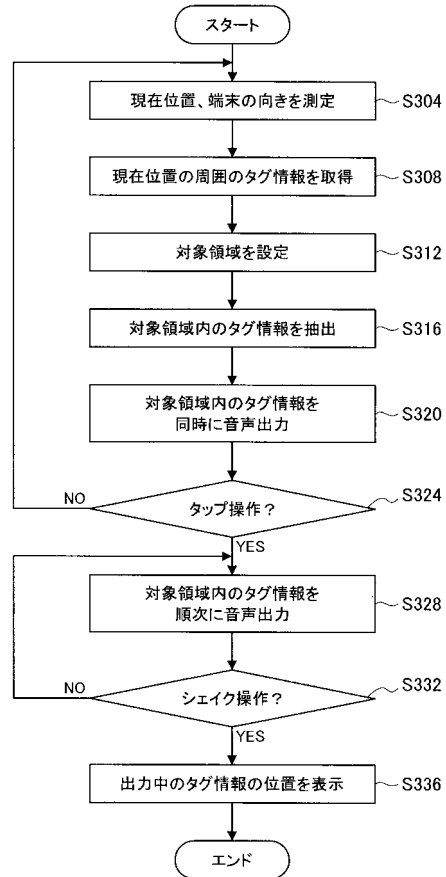 スタート
現在位置、端末の向きを測定
S304
現在位置の周囲のタグ情報を取得
S308
対象領域を設定
S312
対象領域内のタグ情報を抽出
S316
対象領域内のタグ情報を
同時に音声出力
S320
タップ操作?
S324
NO
YES
対象領域内のタグ情報を
順次に音声出力
S328
シェイク操作?
S332
NO
YES
出力中のタグ情報の位置を表示
S336
エンド